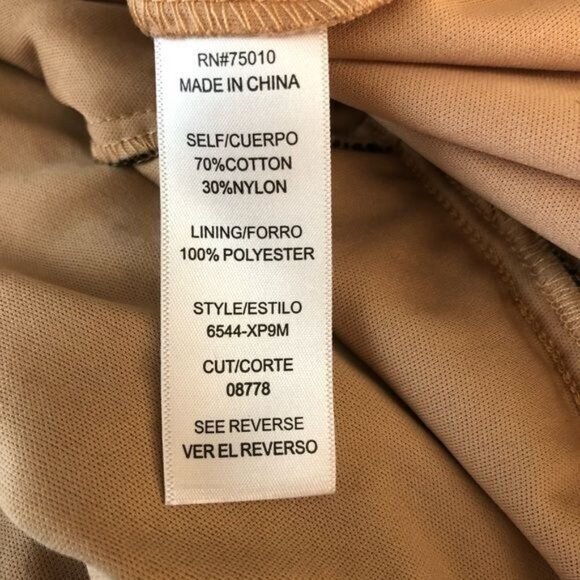 RN#75010
MADE IN CHINA
SELF/CUERPO
70%COTTON
30%NYLON
LINING/FORRO
100% POLYESTER
STYLE/ESTILO
6544-XP9M
CUT/CORTE
08778
SEE REVERSE
VER EL REVERSO